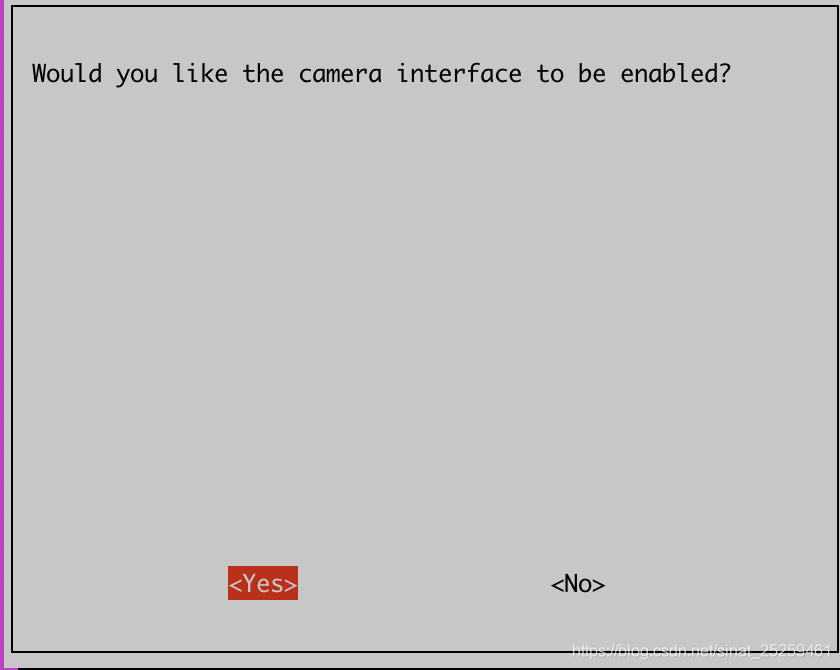 Would you like the camera interface to be enabled?
<Yes> <No>
https://blog.csdn.net/sinat_25259461